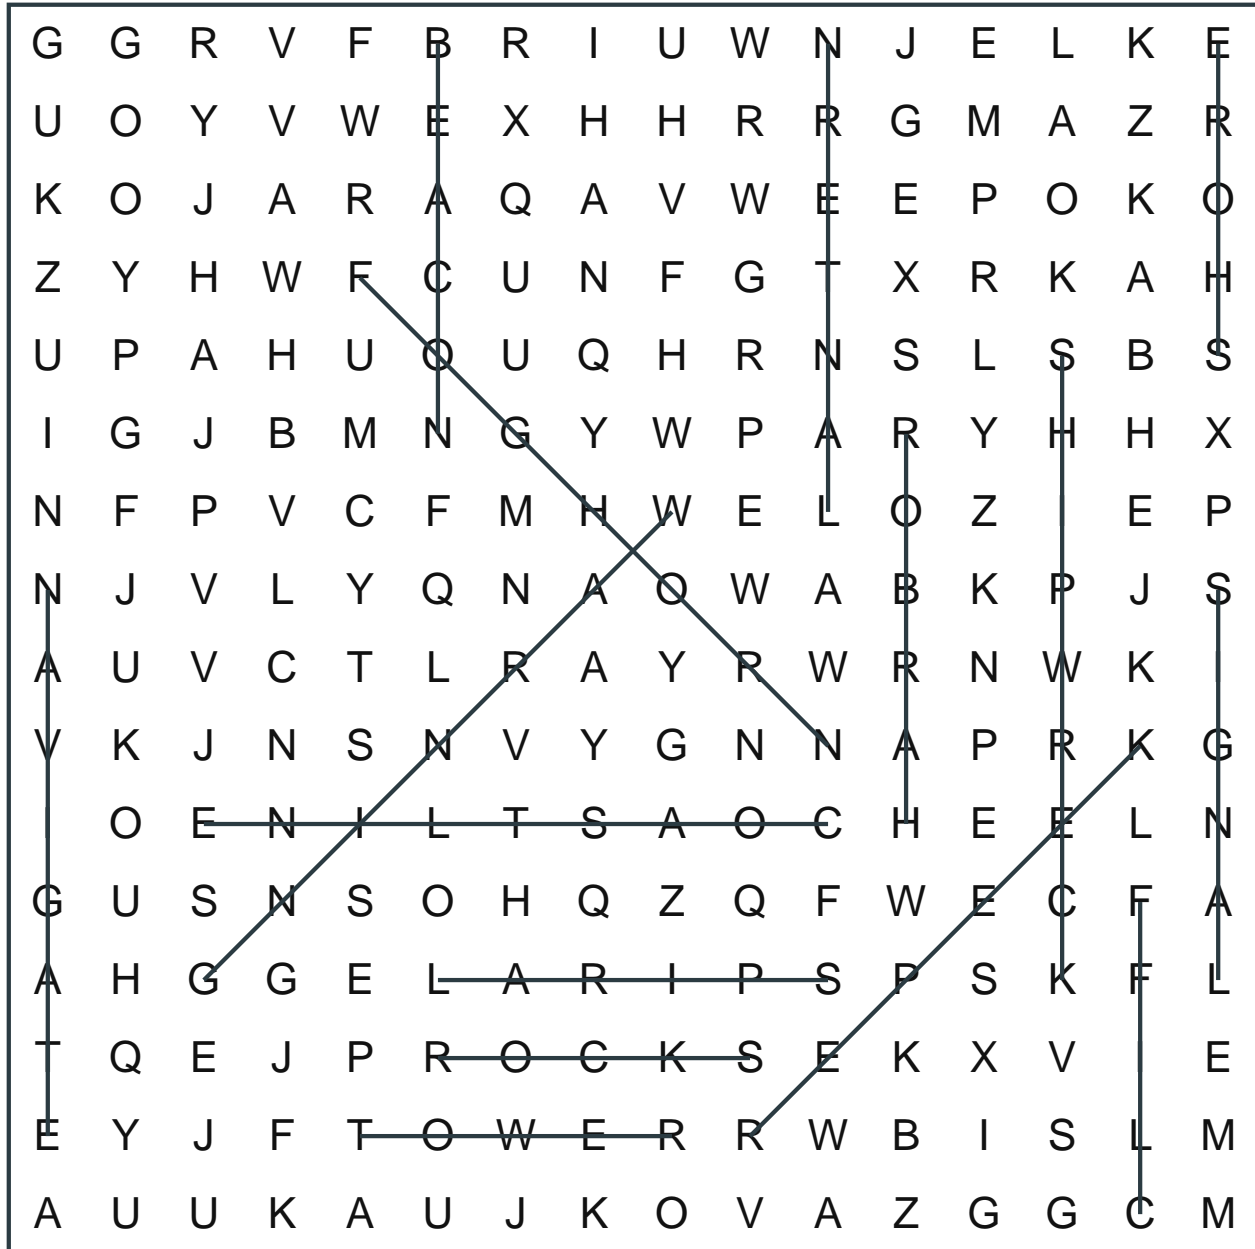 G G R V F B R I U W N J E L K E
U O Y V W E X H H R R G M A Z R
K O J A R A Q A V W E E P O K O
Z Y H W F C U N F G T X R K A H
U P A H U O U Q H R N S L S B S
I G J B M N G Y W P A R Y H H X
N F P V C F M H W E L O Z I E P
N J V L Y Q N A O W A B K P J S
A U V C T L R A Y R W R N W K I
V K J N S N V Y G N N A P R K G
I O E N I L T S A O C H E E L N
G U S N S O H Q Z Q F W E C F A
A H G G E L A R I P S P S K F L
T Q E J P R O C K S E K X V I E
E Y J F T O W E R R W B I S L M
A U U K A U J K O V A Z G G C M